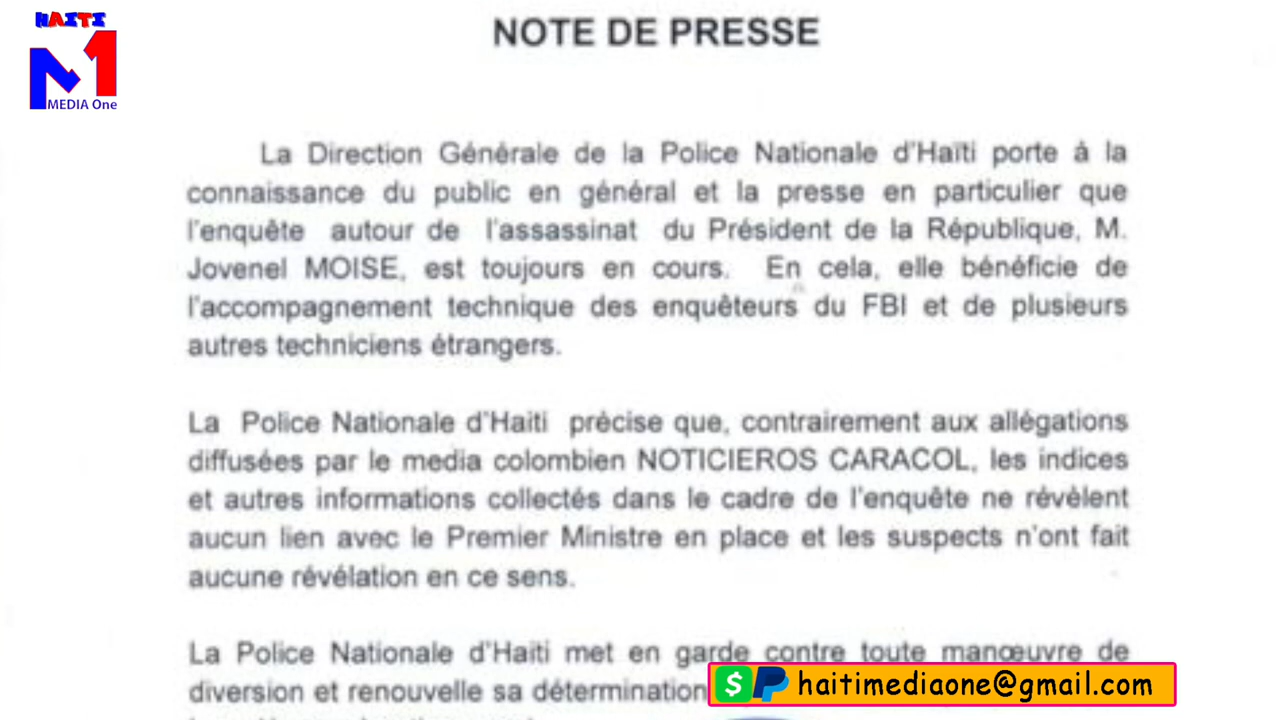 HAITI
M1
MEDIA One
NOTE DE PRESSE
La Direction Générale de la Police Nationale d'Haïti porte à la
connaissance du public en général et la presse en particulier que
l'enquête autour de l'assassinat du Président de la République, M.
Jovenel MOISE, est toujours en cours. En cela, elle bénéficie de
l'accompagnement technique des enquêteurs du FBI et de plusieurs
autres techniciens étrangers.
La Police Nationale d'Haiti précise que, contrairement aux allégations
diffusées par le media colombien NOTICIEROS CARACOL, les indices
et autres informations collectés dans le cadre de l'enquête ne révèlent
aucun lien avec le Premier Ministre en place et les suspects n'ont fait
aucune révélation en ce sens.
La Police Nationale d'Haïti met en garde contre toute manœuvre de
diversion et renouvelle sa détermination
$ P haitimediaone@gmail.com